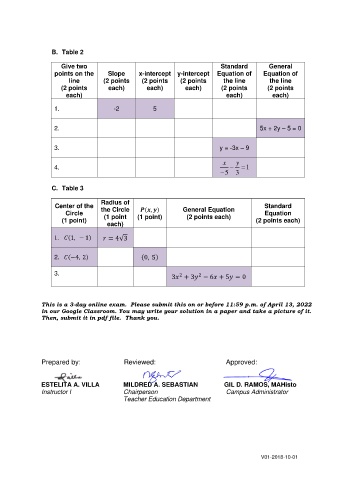 B. Table 2
Give two points on the line (2 points each) | Slope (2 points each) | x-intercept (2 points each) | y-intercept (2 points each) | Standard Equation of the line (2 points each) | General Equation of the line (2 points each)
1. | -2 | 5
2. | 5x + 2y – 5 = 0
3. | y = -3x – 9
4. | x/-5 - y/3 = 1
C. Table 3
Center of the Circle (1 point) | Radius of the Circle (1 point each) | P(x, y) (1 point) | General Equation (2 points each) | Standard Equation (2 points each)
1. C(1, −8) | r = 4√3
2. C(−4, 2) | (0, 5)
3. | 3x² + 3y² − 6x + 5y = 0
This is a 3-day online exam. Please submit this on or before 11:59 p.m. of April 13, 2022
in our Google Classroom. You may write your solution in a paper and take a picture of it.
Then, submit it in pdf file. Thank you.
Prepared by: Reviewed: Approved:
ESTELITA A. VILLA MILDRED A. SEBASTIAN GIL D. RAMOS, MAHisto
Instructor I Chairperson Campus Administrator
Teacher Education Department
V01-2018-10-01